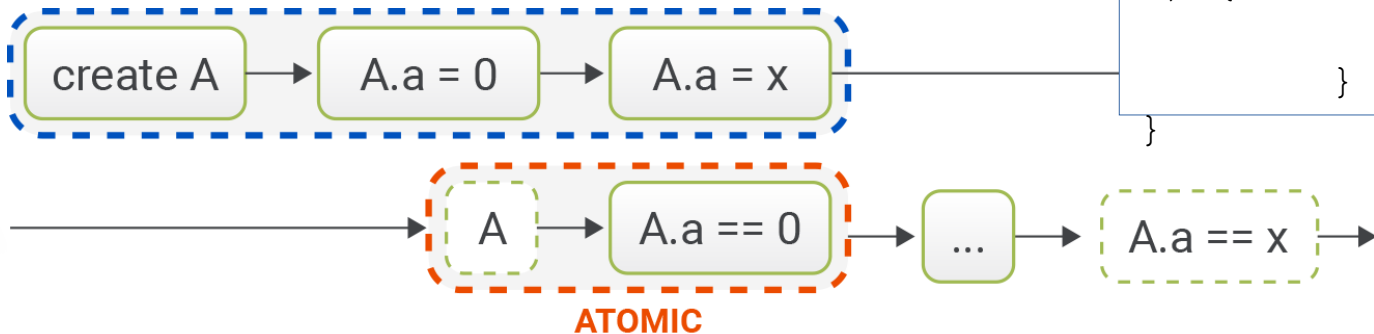 create A
A.a = 0
A.a = x
}
}
A
A.a == 0
...
A.a == x
ATOMIC